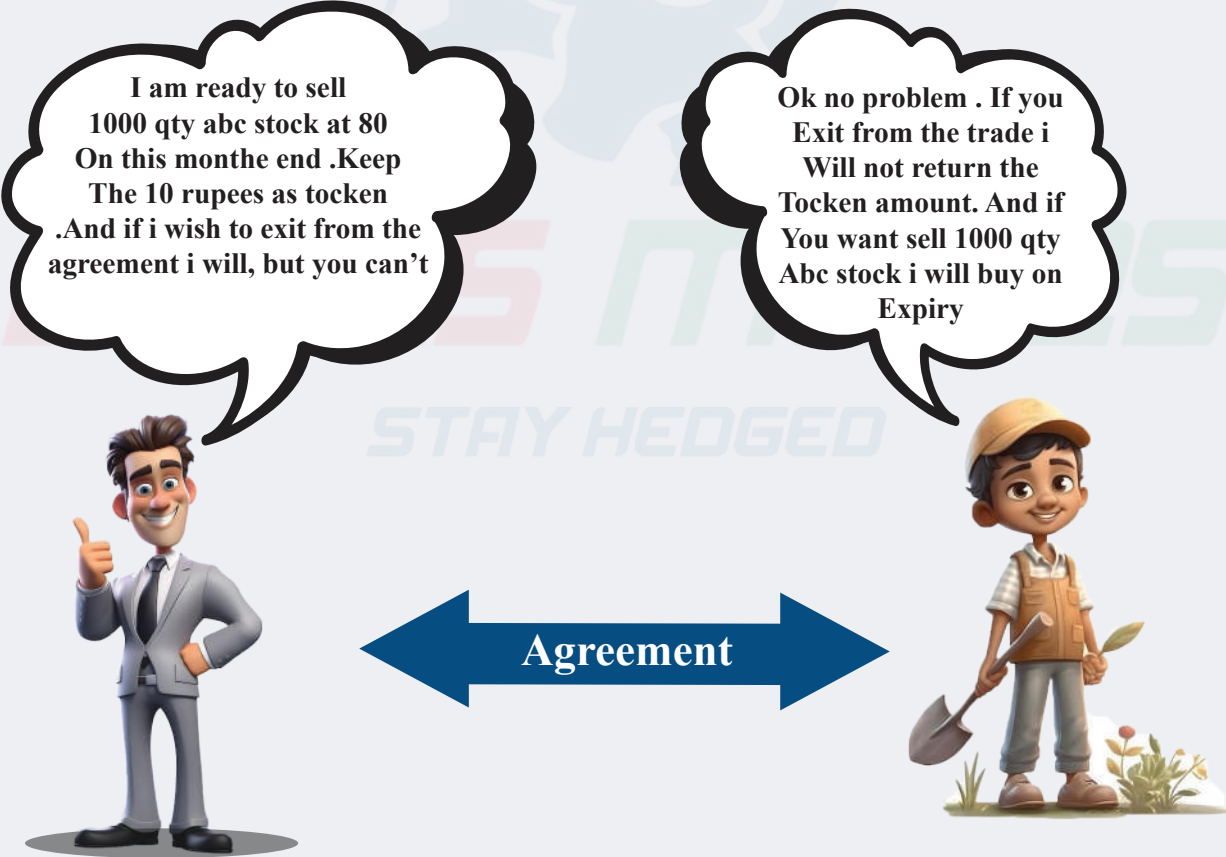 I am ready to sell
1000 qty abc stock at 80
On this monthe end .Keep
The 10 rupees as tocken
.And if i wish to exit from the
agreement i will, but you can’t
Ok no problem . If you
Exit from the trade i
Will not return the
Tocken amount. And if
You want sell 1000 qty
Abc stock i will buy on
Expiry
STAY HEDGED
Agreement